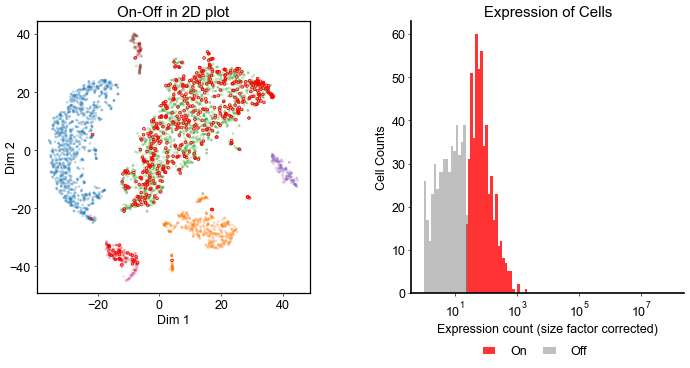 On-Off in 2D plot
40
20
0
−20
−40
Dim 2
−20
0
20
40
Dim 1
Expression of Cells
60
50
40
30
20
10
0
Cell Counts
10^1
10^3
10^5
10^7
Expression count (size factor corrected)
On
Off